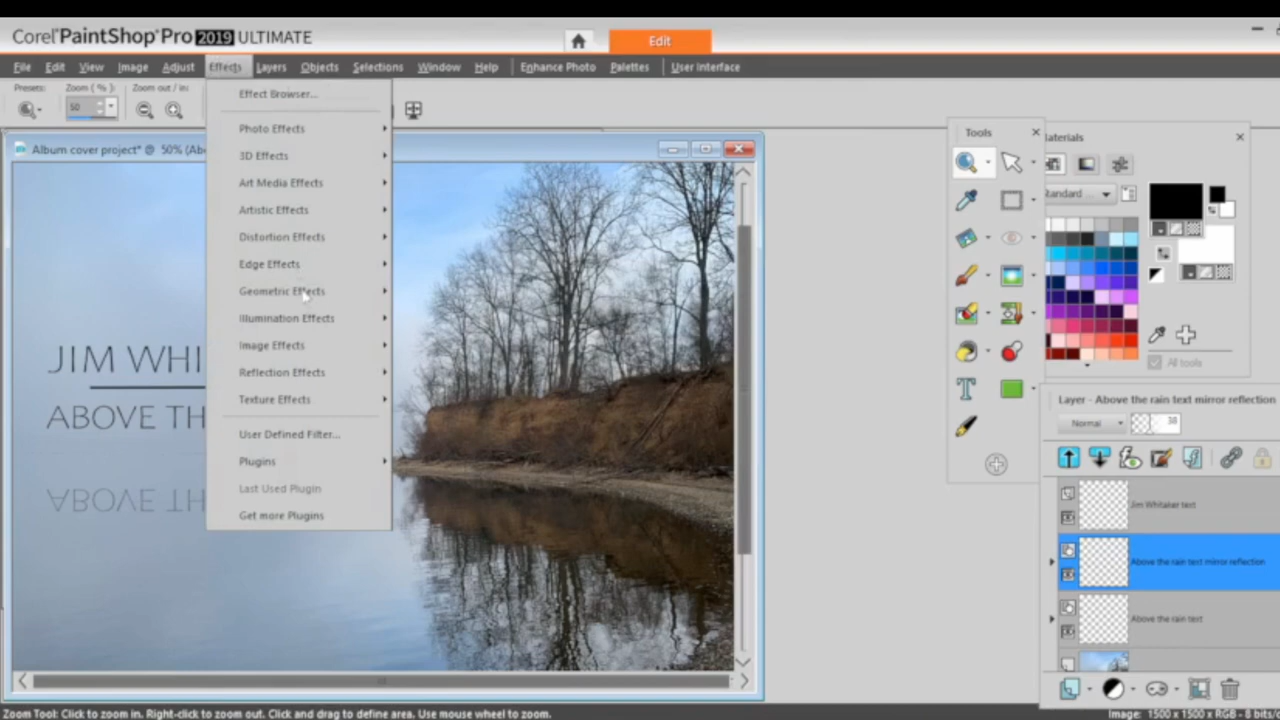 Corel PaintShop Pro 2019 ULTIMATE
Edit
File Edit View Image Adjust Effects Layers Objects Selections Window Help Enhance Photo Palettes User Interface
Presets: Zoom ( % ): Zoom out / in:
50
Effect Browser...
Photo Effects
3D Effects
Art Media Effects
Artistic Effects
Distortion Effects
Edge Effects
Geometric Effects
Illumination Effects
Image Effects
Reflection Effects
Texture Effects
User Defined Filter...
Plugins
Last Used Plugin
Get more Plugins
Album cover project* @ 50% (Ab
JIM WHI
ABOVE TH
ABOVE TH
Tools
aterials
tandard ...
All tools
Layer - Above the rain text mirror reflection
Normal 38
Jim Whitaker text
Above the rain text mirror reflection
Above the rain text
Zoom Tool: Click to zoom in. Right-click to zoom out. Click and drag to define area. Use mouse wheel to zoom.
Image: 1500 x 1500 x RGB - 8 bits/c